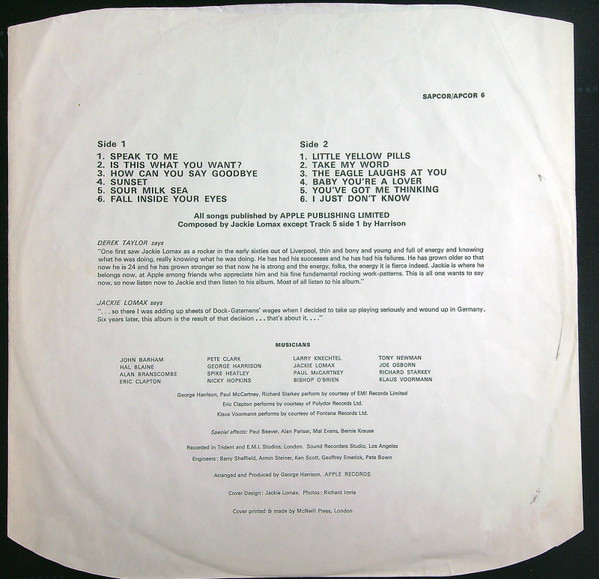 SAPCOR/APCOR 6
Side 1
1. SPEAK TO ME
2. IS THIS WHAT YOU WANT?
3. HOW CAN YOU SAY GOODBYE
4. SUNSET
5. SOUR MILK SEA
6. FALL INSIDE YOUR EYES
Side 2
1. LITTLE YELLOW PILLS
2. TAKE MY WORD
3. THE EAGLE LAUGHS AT YOU
4. BABY YOU'RE A LOVER
5. YOU'VE GOT ME THINKING
6. I JUST DON'T KNOW
All songs published by APPLE PUBLISHING LIMITED
Composed by Jackie Lomax except Track 5 side 1 by Harrison
DEREK TAYLOR says
"One first saw Jackie Lomax as a rocker in the early sixties out of Liverpool, thin and bony and young and full of energy and knowing
what he was doing, really knowing what he was doing. He has had his successes and he has had his failures. He has grown older so that
now he is 24 and he has grown stronger so that now he is strong and the energy, folks, the energy it is fierce indeed. Jackie is where he
belongs now, at Apple among friends who appreciate him and his fine fundamental rocking work-patterns. This is all one wants to say
now, so now listen now to Jackie and then listen to his album. Most of all listen to his album."
JACKIE LOMAX says
". . . so there I was adding up sheets of Dock-Gatemens' wages when I decided to take up playing seriously and wound up in Germany.
Six years later, this album is the result of that decision . . . that's about it. . . ."
MUSICIANS
JOHN BARHAM PETE CLARK LARRY KNECHTEL TONY NEWMAN
HAL BLAINE GEORGE HARRISON JACKIE LOMAX JOE OSBORN
ALAN BRANSCOMBE SPIKE HEATLEY PAUL McCARTNEY RICHARD STARKEY
ERIC CLAPTON NICKY HOPKINS BISHOP O'BRIEN KLAUS VOORMANN
George Harrison, Paul McCartney, Richard Starkey perform by courtesy of EMI Records Limited
Eric Clapton performs by courtesy of Polydor Records Ltd.
Klaus Voormann performs by courtesy of Fontana Records Ltd.
Special effects: Paul Beaver, Alan Pariser, Mal Evans, Bernie Krause
Recorded in Trident and E.M.I. Studios, London. Sound Recorders Studio, Los Angeles
Engineers: Barry Sheffield, Armin Steiner, Ken Scott, Geoffrey Emerick, Pete Bown
Arranged and Produced by George Harrison, APPLE RECORDS
Cover Design: Jackie Lomax. Photos: Richard Imrie
Cover printed & made by McNeill Press, London